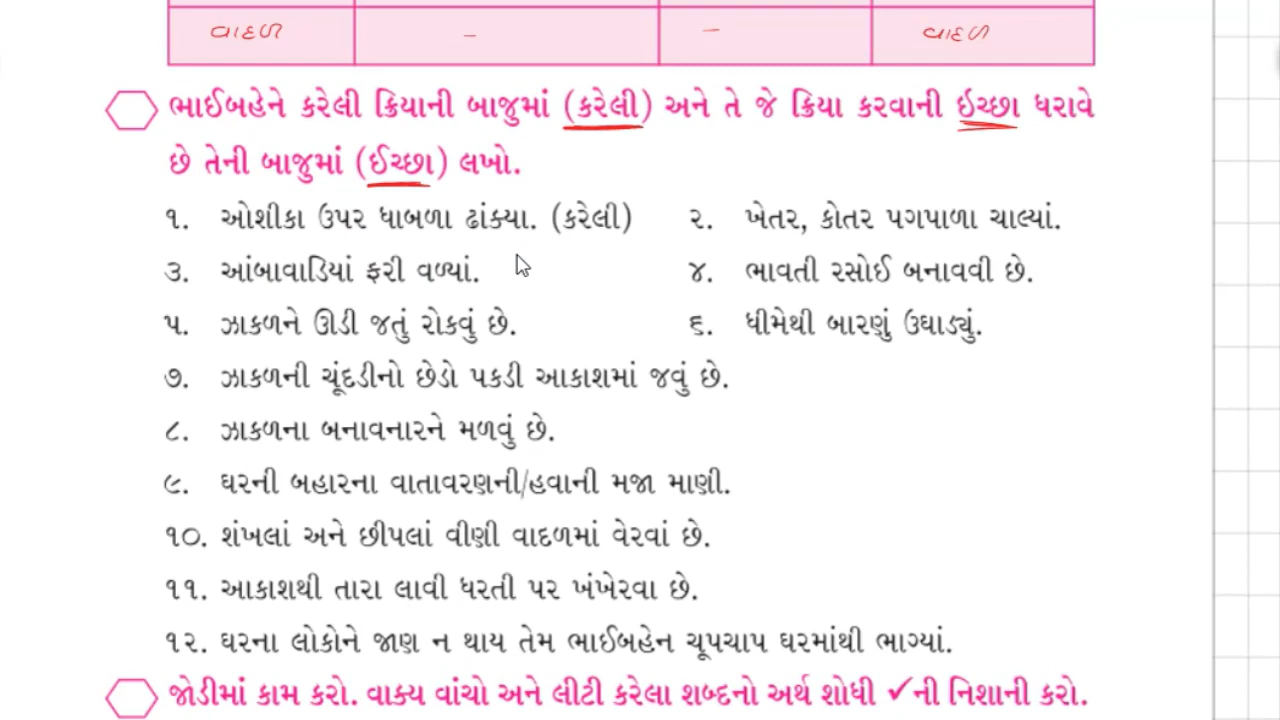 વાદળ - - વાદળ
ભાઈબહેને કરેલી ક્રિયાની બાજુમાં (કરેલી) અને તે જે ક્રિયા કરવાની ઇચ્છા ધરાવે
છે તેની બાજુમાં (ઈચ્છા) લખો.
૧. ઓશીકા ઉપર ધાબળા ઢાંક્યા. (કરેલી) ૨. ખેતર, કોતર પગપાળા ચાલ્યાં.
૩. આંબાવાડિયાં ફરી વળ્યાં. ૪. ભાવતી રસોઈ બનાવવી છે.
૫. ઝાકળને ઊડી જતું રોકવું છે. ૬. ધીમેથી બારણું ઉઘાડ્યું.
૭. ઝાકળની ચૂંદડીનો છેડો પકડી આકાશમાં જવું છે.
૮. ઝાકળના બનાવનારને મળવું છે.
૯. ઘરની બહારના વાતાવરણની/હવાની મજા માણી.
૧૦. શંખલાં અને છીપલાં વીણી વાદળમાં વેરવાં છે.
૧૧. આકાશથી તારા લાવી ધરતી પર ખંખેરવા છે.
૧૨. ઘરના લોકોને જાણ ન થાય તેમ ભાઈબહેન ચૂપચાપ ઘરમાંથી ભાગ્યાં.
જોડીમાં કામ કરો. વાક્ય વાંચો અને લીટી કરેલા શબ્દનો અર્થ શોધી ✓ની નિશાની કરો.